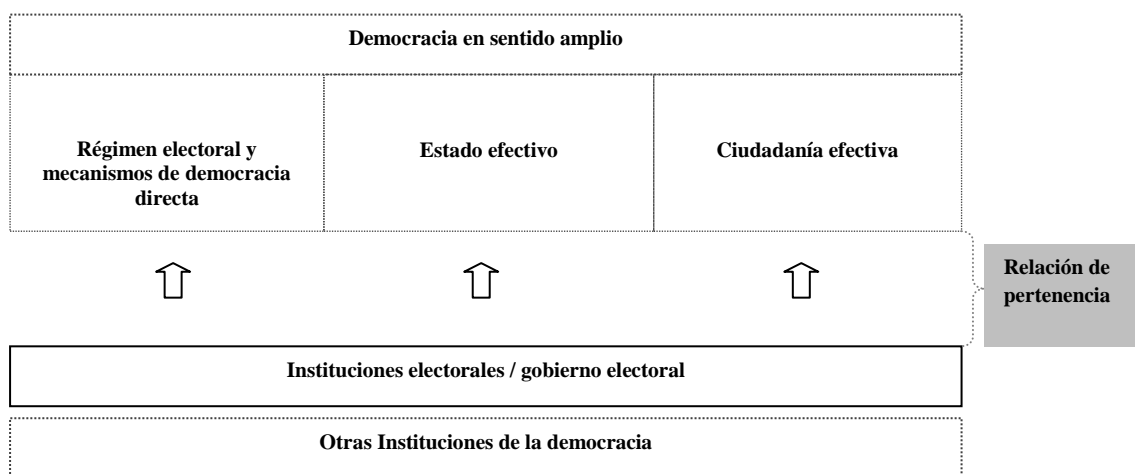 Democracia en sentido amplio
Régimen electoral y
mecanismos de democracia
directa
Estado efectivo
Ciudadanía efectiva
Relación de
pertenencia
Instituciones electorales / gobierno electoral
Otras Instituciones de la democracia